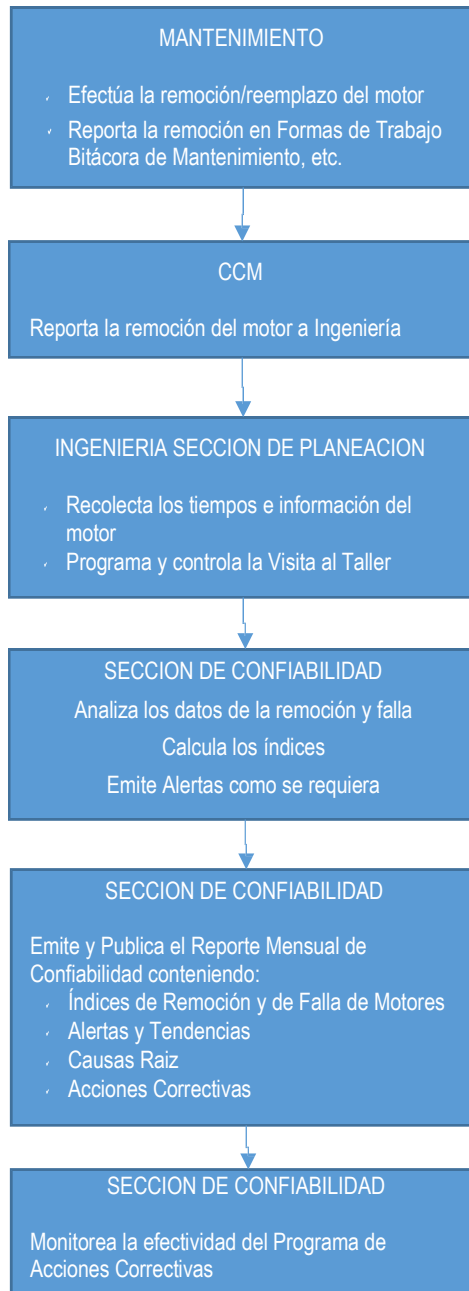 MANTENIMIENTO
✓ Efectúa la remoción/reemplazo del motor
✓ Reporta la remoción en Formas de Trabajo
Bitácora de Mantenimiento, etc.
CCM
Reporta la remoción del motor a Ingeniería
INGENIERIA SECCION DE PLANEACION
✓ Recolecta los tiempos e información del
motor
✓ Programa y controla la Visita al Taller
SECCION DE CONFIABILIDAD
Analiza los datos de la remoción y falla
Calcula los índices
Emite Alertas como se requiera
SECCION DE CONFIABILIDAD
Emite y Publica el Reporte Mensual de
Confiabilidad conteniendo:
✓ Índices de Remoción y de Falla de Motores
✓ Alertas y Tendencias
✓ Causas Raiz
✓ Acciones Correctivas
SECCION DE CONFIABILIDAD
Monitorea la efectividad del Programa de
Acciones Correctivas